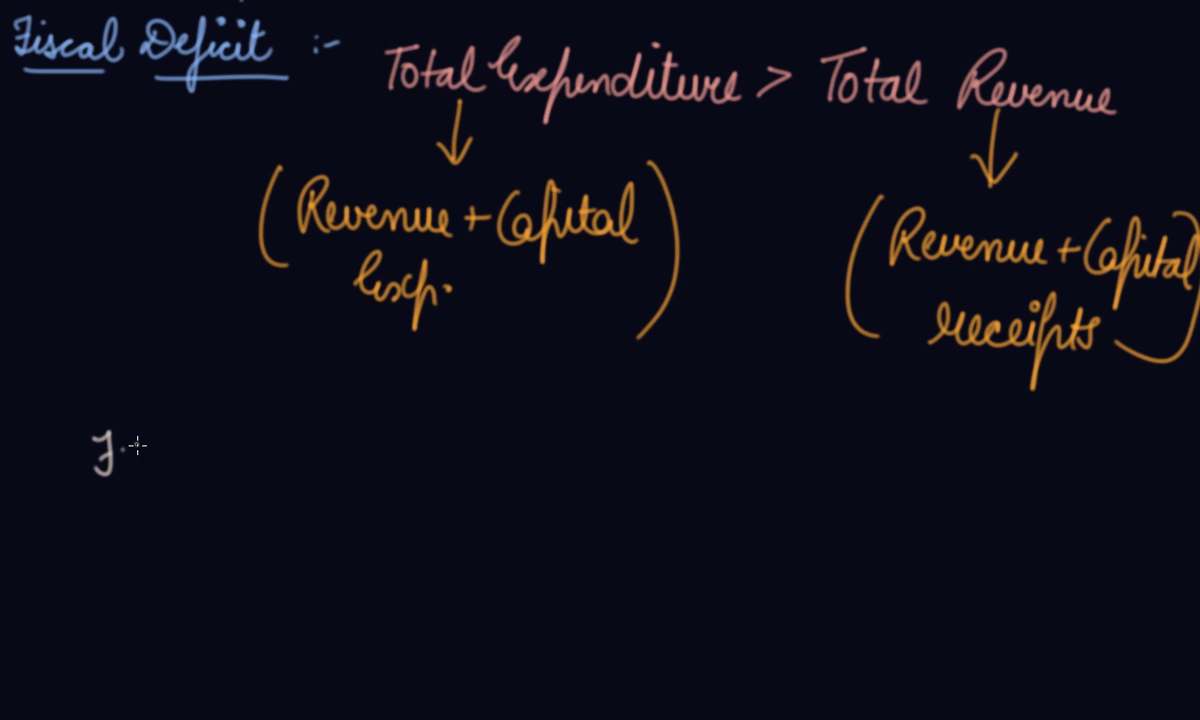 Fiscal Deficit :- Total Expenditure > Total Revenue
(Revenue + Capital Exp.)
(Revenue + Capital receipts)
F.